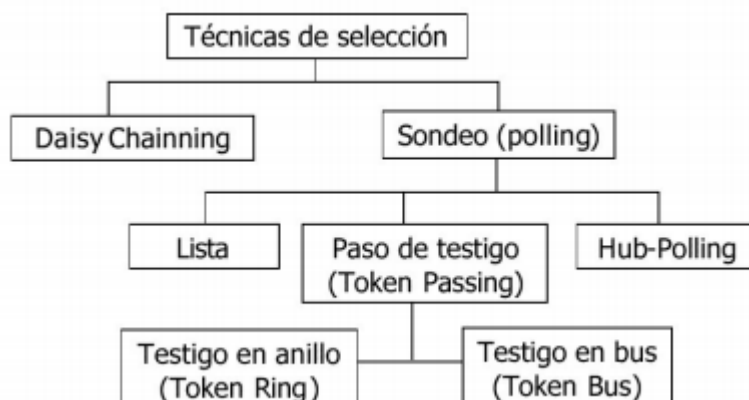 Técnicas de selección
Daisy Chainning
Sondeo (polling)
Lista
Paso de testigo
(Token Passing)
Hub-Polling
Testigo en anillo
(Token Ring)
Testigo en bus
(Token Bus)